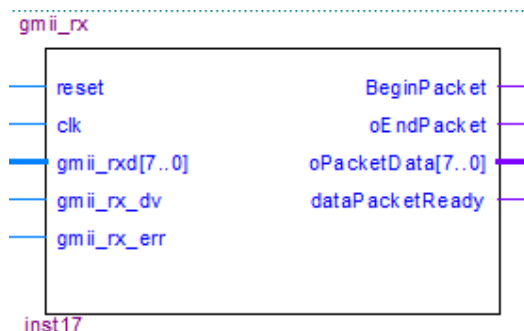 gmii_rx
reset BeginPacket
clk oEndPacket
gmii_rxd[7..0] oPacketData[7..0]
gmii_rx_dv dataPacketReady
gmii_rx_err
inst17